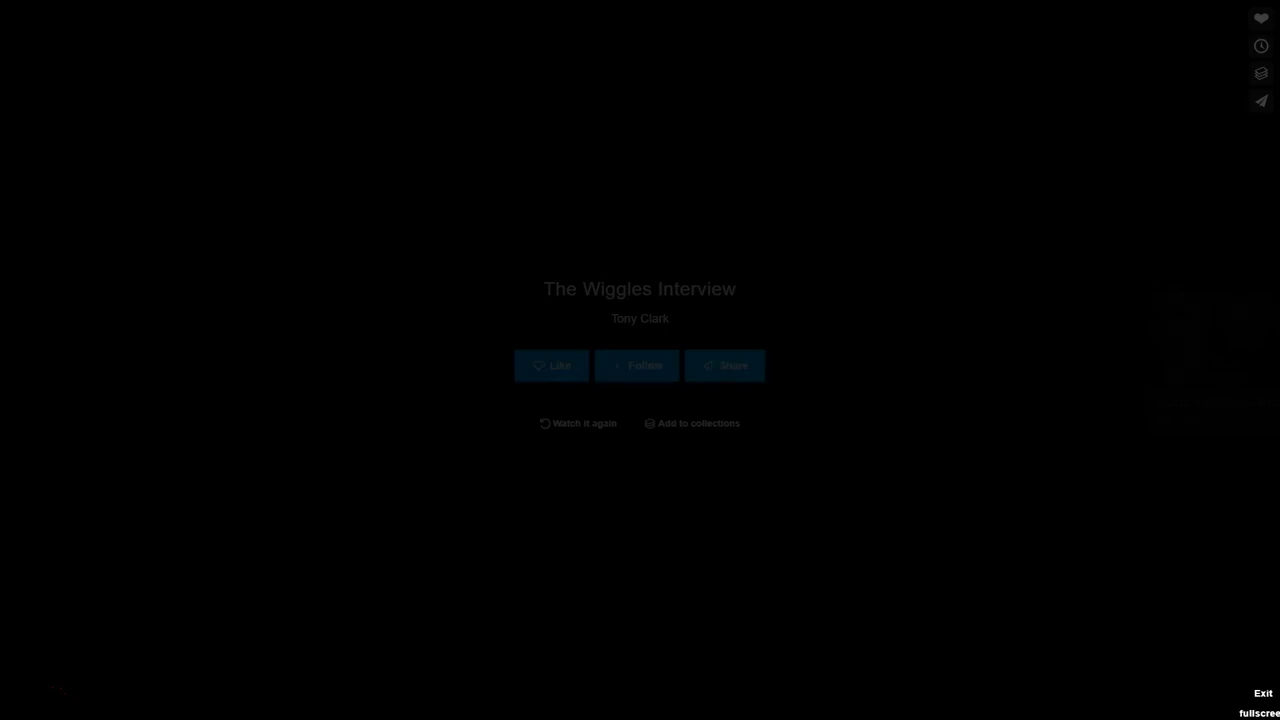 The Wiggles Interview
Tony Clark
Like Follow Share
Watch it again Add to collections
Exit
fullscree